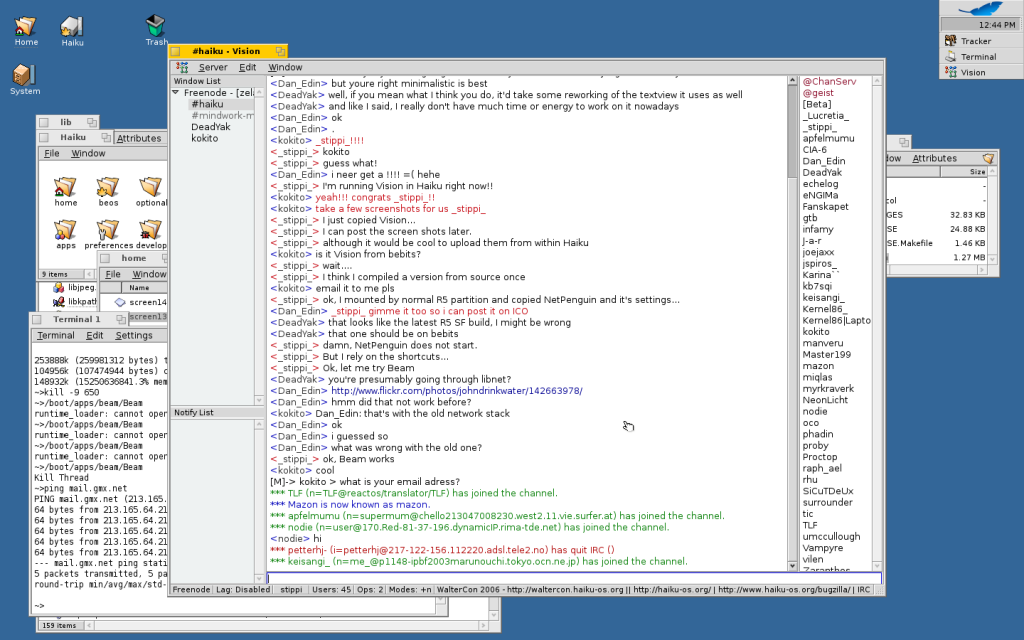 Home
Haiku
Trash
System
12:44 PM
Tracker
Terminal
Vision
lib
Haiku
Attributes
File Window
home
beos
optional
apps
preferences
develop
9 items
home
File Window
Name
screen14
screen13
libjpeg.
libkpath
Terminal 1
Terminal Edit Settings
253888k (259981312 bytes) t
104956k (107474944 bytes) c
148932k (15250636841.3% mem
~>kill -9 650
~>/boot/apps/beam/Beam
runtime_loader: cannot open
~>/boot/apps/beam/Beam
runtime_loader: cannot open
~>/boot/apps/beam/Beam
runtime_loader: cannot open
Kill Thread
~>ping mail.gmx.net
PING mail.gmx.net (213.165.
64 bytes from 213.165.64.21
64 bytes from 213.165.64.21
64 bytes from 213.165.64.21
64 bytes from 213.165.64.21
64 bytes from 213.165.64.21
--- mail.gmx.net ping stati
5 packets transmitted, 5 pa
round-trip min/avg/max/std-
~>
159 items
#haiku - Vision
Server Edit Window
Window List
Freenode - [zela
#haiku
#mindwork-m
DeadYak
kokito
Notify List
<Dan_Edin> but youre right minimalistic is best
<DeadYak> well, if you mean what I think you do, it'd take some reworking of the textview it uses as well
<DeadYak> and like I said, I really don't have much time or energy to work on it nowadays
<Dan_Edin> ok
<Dan_Edin> .
<kokito> _stippi_!!!!
<_stippi_> kokito
<_stippi_> guess what!
<Dan_Edin> i neer get a !!!! =( hehe
<_stippi_> I'm running Vision in Haiku right now!!
<kokito> yeah!!! congrats _stippi_!!
<kokito> take a few screenshots for us _stippi_
<_stippi_> I just copied Vision...
<_stippi_> I can post the screen shots later.
<_stippi_> although it would be cool to upload them from within Haiku
<kokito> is it Vision from bebits?
<_stippi_> wait....
<_stippi_> I think I compiled a version from source once
<kokito> email it to me pls
<_stippi_> ok, I mounted by normal R5 partition and copied NetPenguin and it's settings...
<Dan_Edin> _stippi_ gimme it too so i can post it on ICO
<DeadYak> that looks like the latest R5 SF build, I might be wrong
<DeadYak> that one should be on bebits
<_stippi_> damn, NetPenguin does not start.
<_stippi_> But I rely on the shortcuts...
<_stippi_> Ok, let me try Beam
<DeadYak> you're presumably going through libnet?
<Dan_Edin> http://www.flickr.com/photos/johndrinkwater/142663978/
<Dan_Edin> hmm did that not work before?
<kokito> Dan_Edin: that's with the old network stack
<Dan_Edin> ok
<Dan_Edin> i guessed so
<Dan_Edin> what was wrong with the old one?
<_stippi_> ok, Beam works
<kokito> cool
[M]-> kokito > what is your email adress?
*** TLF (n=TLF@reactos/translator/TLF) has joined the channel.
*** Mazon is now known as mazon.
*** apfelmumu (n=supermum@chello213047008230.west2.11.vie.surfer.at) has joined the channel.
*** nodie (n=user@170.Red-81-37-196.dynamicIP.rima-tde.net) has joined the channel.
<nodie> hi
*** petterhj- (i=petterhj@217-122-156.112220.adsl.tele2.no) has quit IRC ()
*** keisangi_ (n=me_@p1148-ipbf2003marunouchi.tokyo.ocn.ne.jp) has joined the channel.
@ChanServ
@geist
[Beta]
_Lucretia_
_stippi_
apfelmumu
CIA-6
Dan_Edin
DeadYak
echelog
eNGIMa
Fanskapet
gtb
infamy
J-a-r
joejaxx
jspiros_
Karina``
kb7sqi
keisangi_
Kernel86
Kernel86|Lapto
kokito
manveru
Master199
mazon
miqlas
myrkraverk
NeonLicht
nodie
oco
phadin
proby
Proctop
raph_ael
rhu
SiCuTDeUx
surrounder
tic
TLF
umccullough
Vampyre
vilen
Zaranthos
Freenode Lag: Disabled stippi Users: 45 Ops: 2 Modes: +n WalterCon 2006 - http://waltercon.haiku-os.org || http://haiku-os.org/ | http://www.haiku-os.org/bugzilla/ | IRC
dow Attributes
Size
-
col -
GES 32.83 KB
SE 24.88 KB
SE.Makefile 1.46 KB
1.27 MB